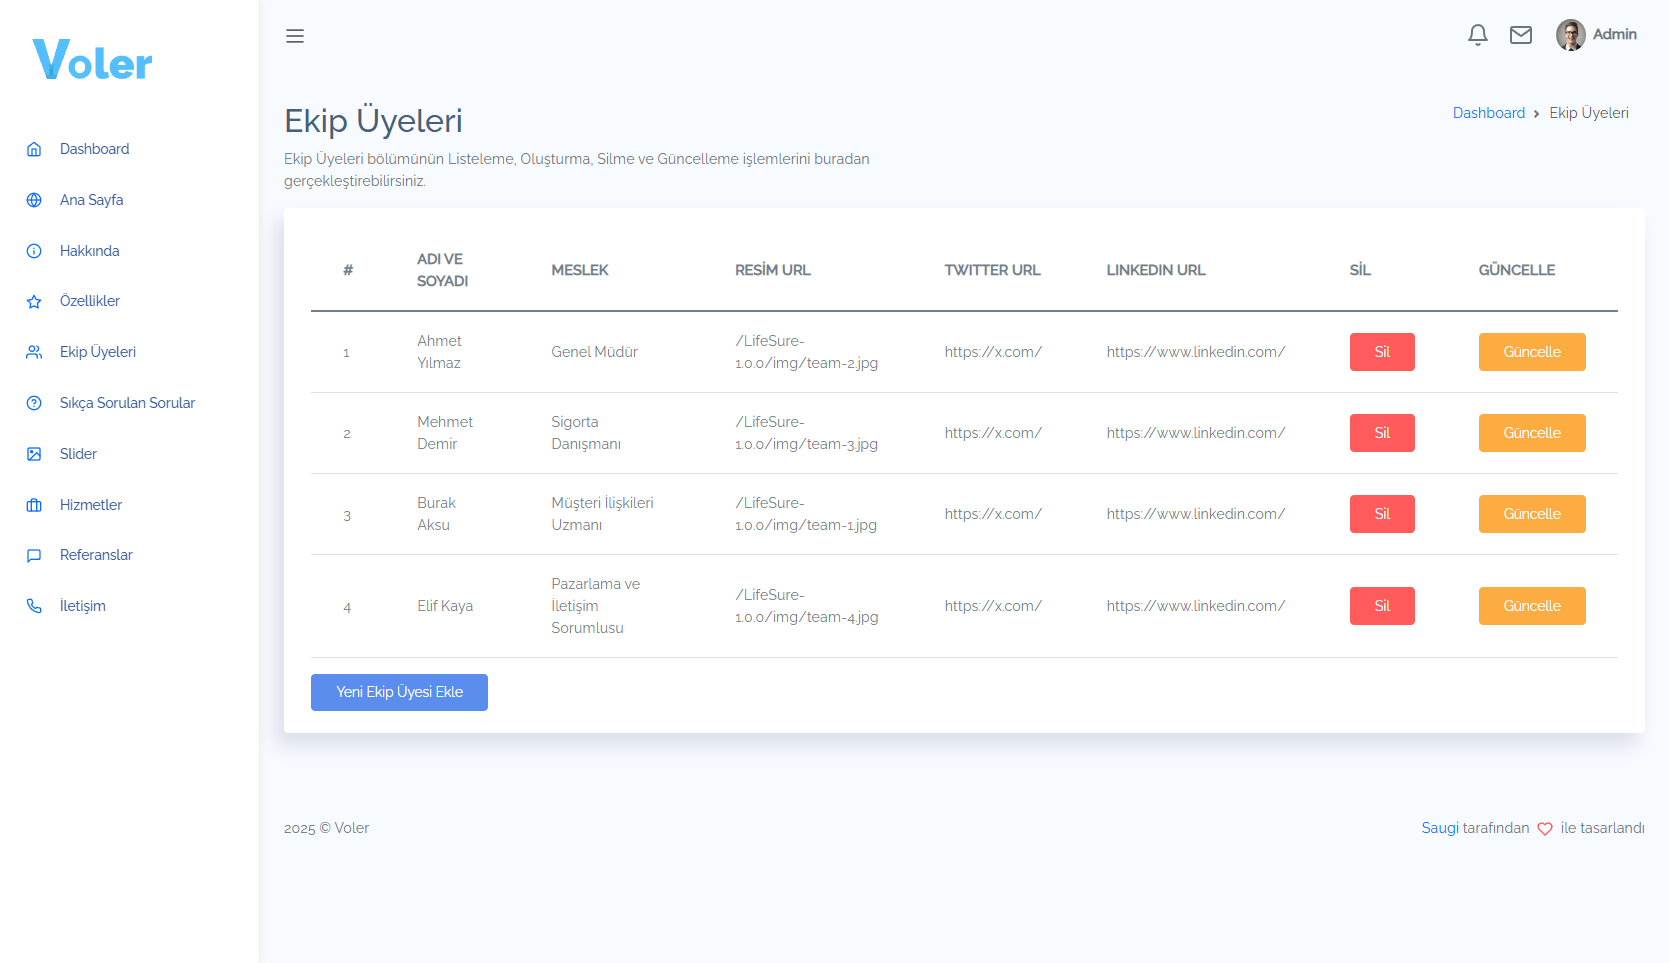 Voler
Admin
Dashboard
Ana Sayfa
Hakkında
Özellikler
Ekip Üyeleri
Sıkça Sorulan Sorular
Slider
Hizmetler
Referanslar
İletişim
Ekip Üyeleri
Dashboard > Ekip Üyeleri
Ekip Üyeleri bölümünün Listeleme, Oluşturma, Silme ve Güncelleme işlemlerini buradan
gerçekleştirebilirsiniz.
# ADI VE SOYADI MESLEK RESİM URL TWITTER URL LINKEDIN URL SİL GÜNCELLE
1 Ahmet Yılmaz Genel Müdür /LifeSure-1.0.0/img/team-2.jpg https://x.com/ https://www.linkedin.com/ Sil Güncelle
2 Mehmet Demir Sigorta Danışmanı /LifeSure-1.0.0/img/team-3.jpg https://x.com/ https://www.linkedin.com/ Sil Güncelle
3 Burak Aksu Müşteri İlişkileri Uzmanı /LifeSure-1.0.0/img/team-1.jpg https://x.com/ https://www.linkedin.com/ Sil Güncelle
4 Elif Kaya Pazarlama ve İletişim Sorumlusu /LifeSure-1.0.0/img/team-4.jpg https://x.com/ https://www.linkedin.com/ Sil Güncelle
Yeni Ekip Üyesi Ekle
2025 © Voler
Saugi tarafından ile tasarlandı